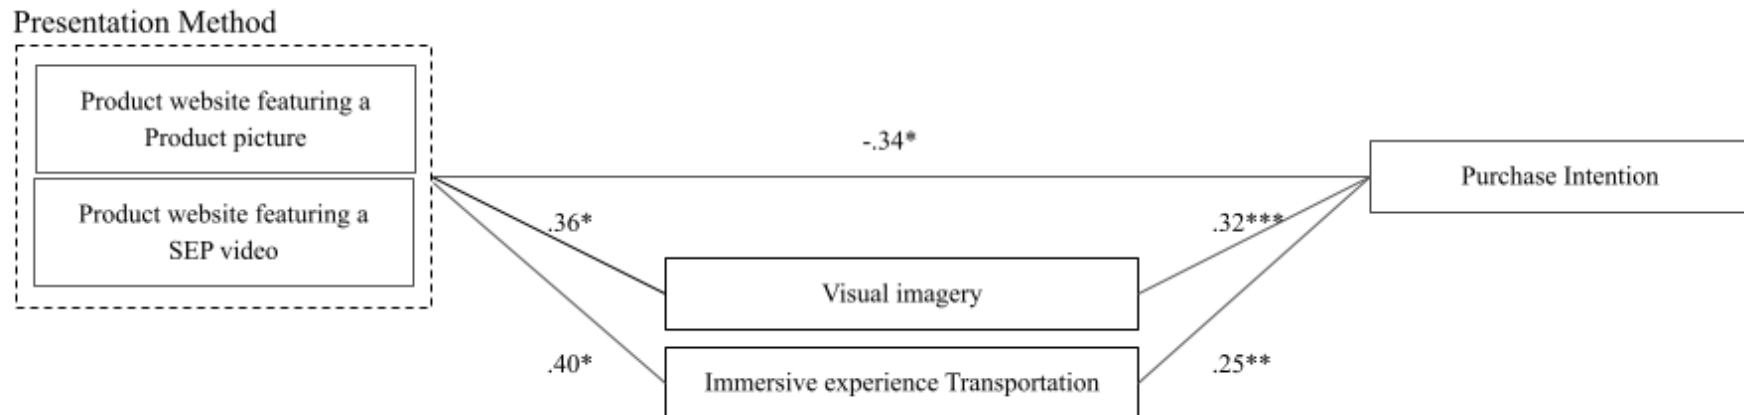 Presentation Method
Product website featuring a
Product picture
Product website featuring a
SEP video
-.34*
Purchase Intention
.36*
.32***
Visual imagery
.40*
.25**
Immersive experience Transportation